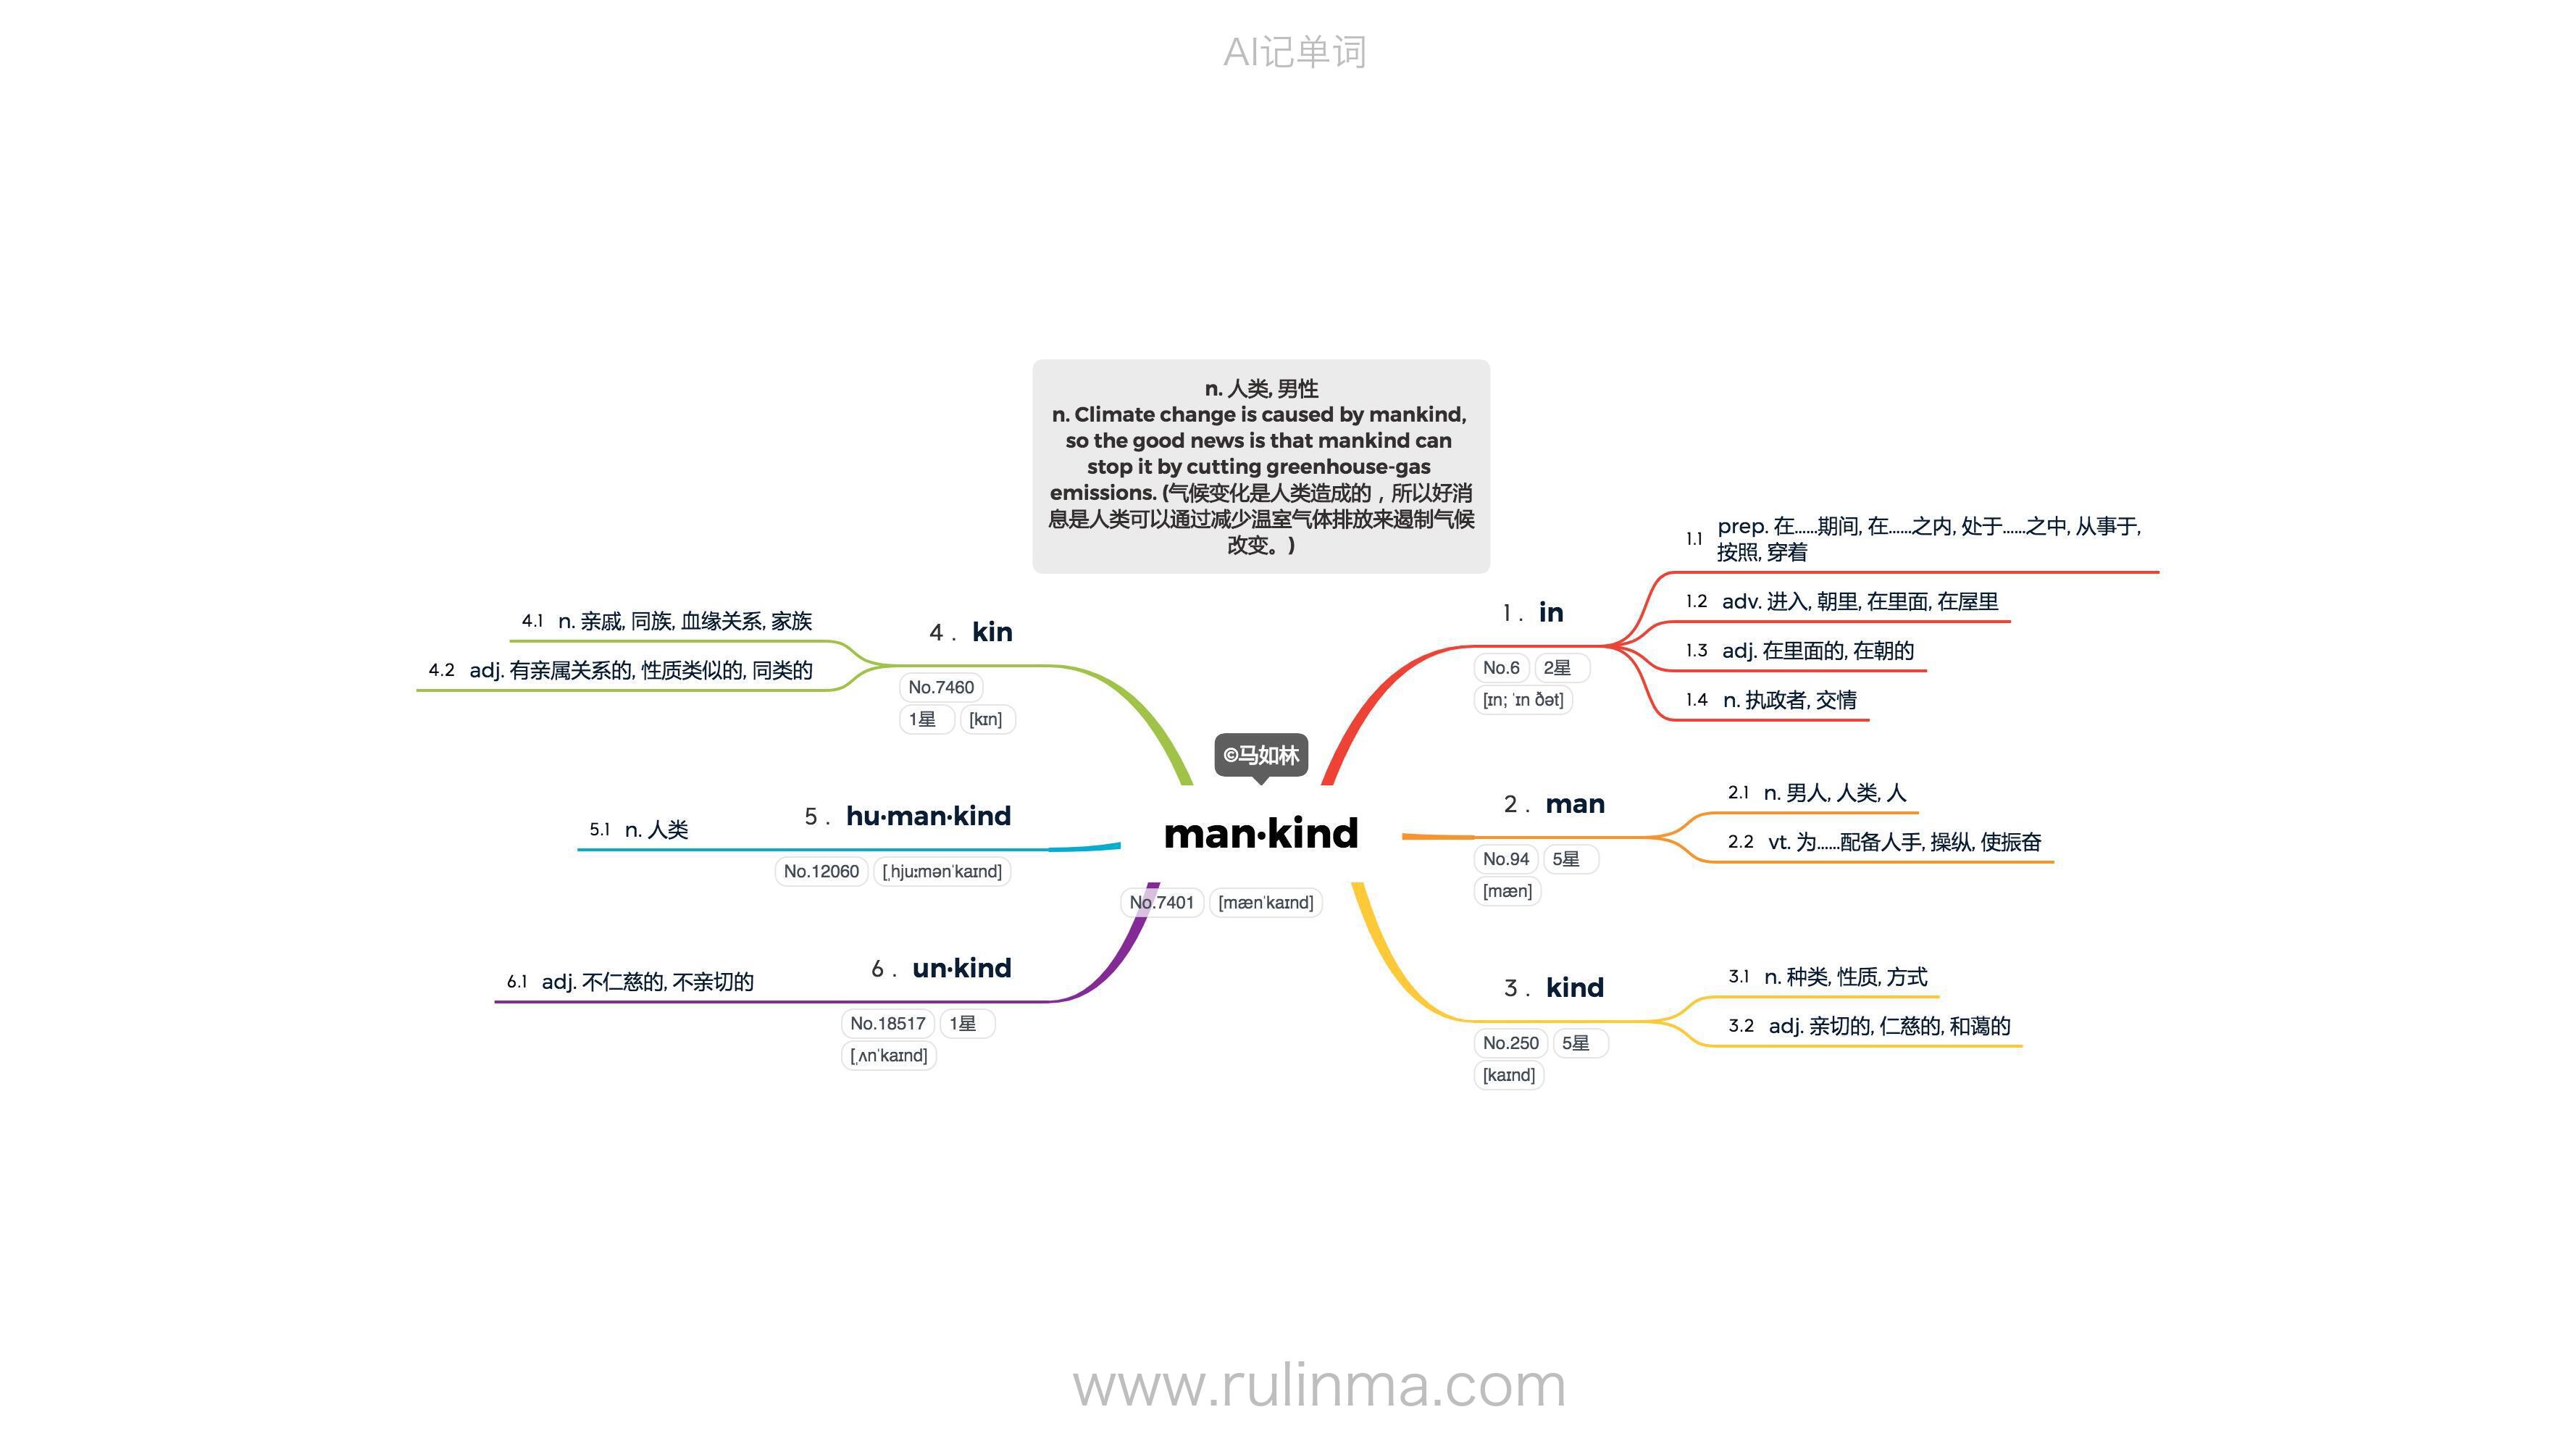 AI记单词
n. 人类, 男性
n. Climate change is caused by mankind,
so the good news is that mankind can
stop it by cutting greenhouse-gas
emissions. (气候变化是人类造成的，所以好消
息是人类可以通过减少温室气体排放来遏制气候
改变。)
©马如林
man·kind
No.7401 [mænˈkaɪnd]
1. in
No.6 2星
[ɪn; ˈɪn ðət]
1.1 prep. 在……期间, 在……之内, 处于……之中, 从事于,
按照, 穿着
1.2 adv. 进入, 朝里, 在里面, 在屋里
1.3 adj. 在里面的, 在朝的
1.4 n. 执政者, 交情
2. man
No.94 5星
[mæn]
2.1 n. 男人, 人类, 人
2.2 vt. 为……配备人手, 操纵, 使振奋
3. kind
No.250 5星
[kaɪnd]
3.1 n. 种类, 性质, 方式
3.2 adj. 亲切的, 仁慈的, 和蔼的
4. kin
No.7460
1星 [kɪn]
4.1 n. 亲戚, 同族, 血缘关系, 家族
4.2 adj. 有亲属关系的, 性质类似的, 同类的
5. hu·man·kind
No.12060 [ˌhjuːmənˈkaɪnd]
5.1 n. 人类
6. un·kind
No.18517 1星
[ˌʌnˈkaɪnd]
6.1 adj. 不仁慈的, 不亲切的
www.rulinma.com